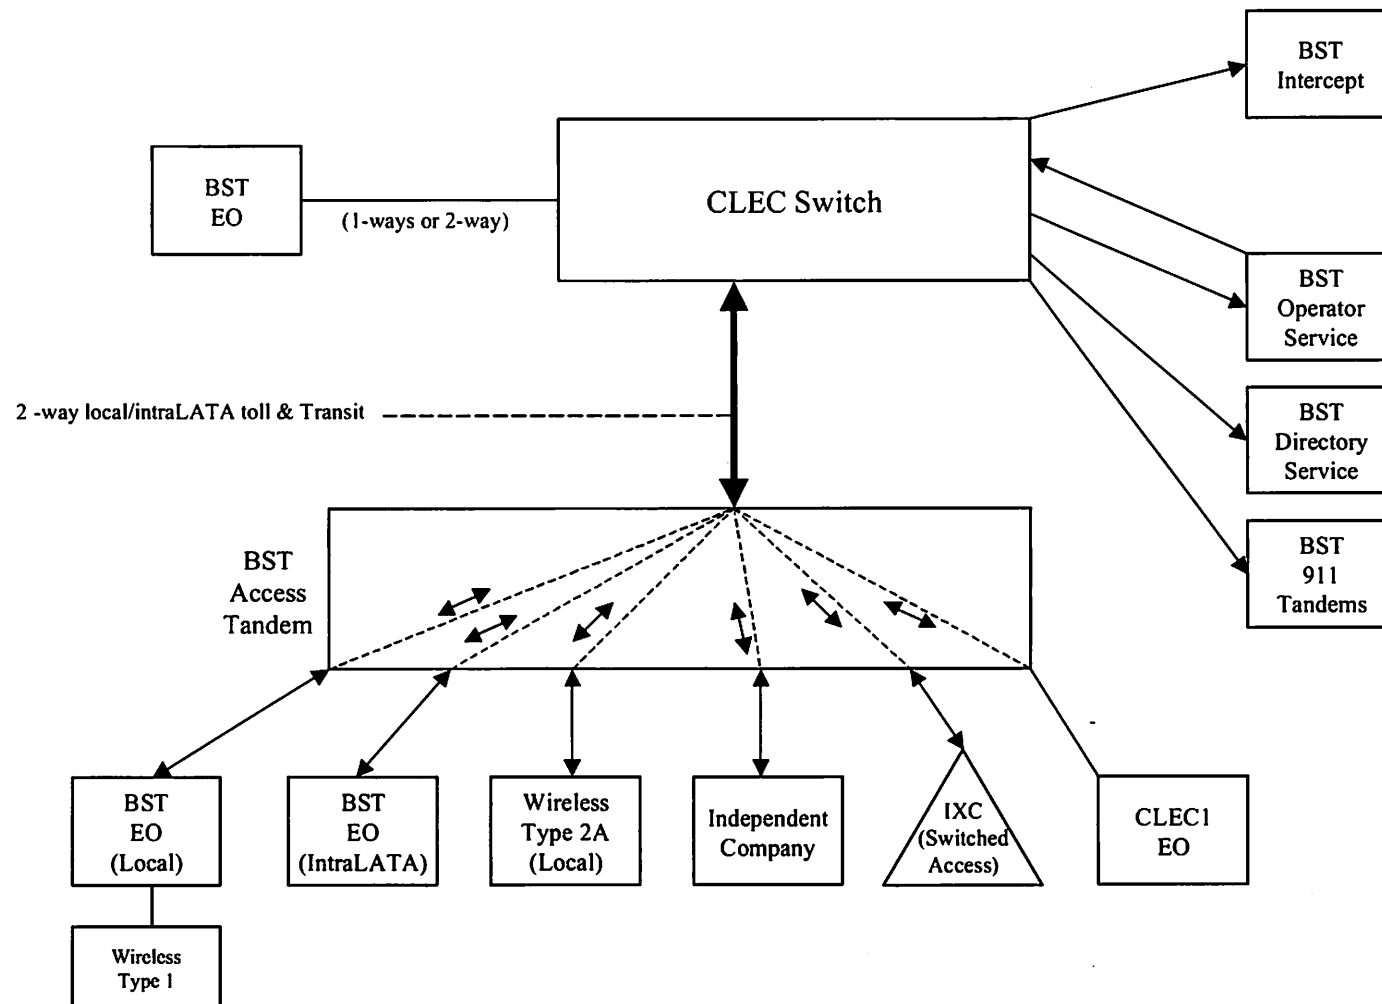 BST
Intercept
BST
EO
(1-ways or 2-way)
CLEC Switch
BST
Operator
Service
2 -way local/intraLATA toll & Transit
BST
Directory
Service
BST
911
Tandems
BST
Access
Tandem
BST
EO
(Local)
BST
EO
(IntraLATA)
Wireless
Type 2A
(Local)
Independent
Company
IXC
(Switched
Access)
CLEC1
EO
Wireless
Type 1